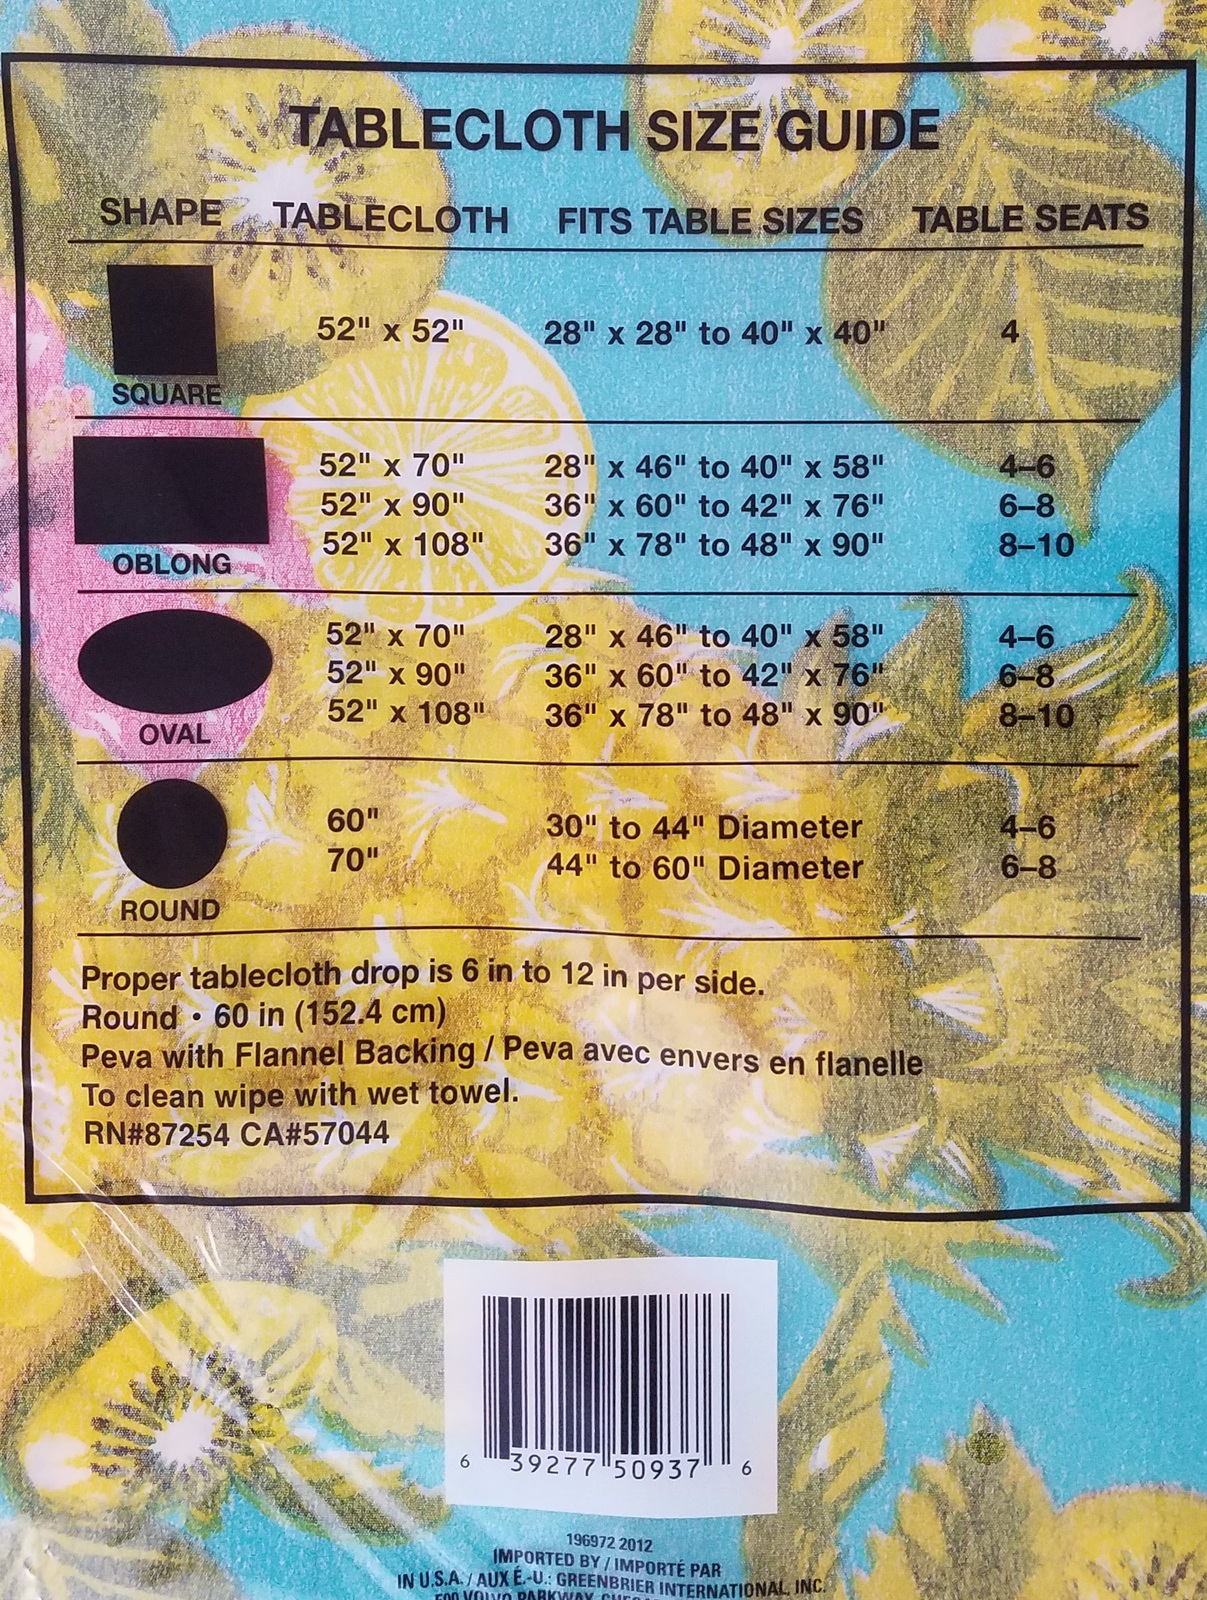 TABLECLOTH SIZE GUIDE
SHAPE TABLECLOTH FITS TABLE SIZES TABLE SEATS
52" x 52" 28" x 28" to 40" x 40" 4
SQUARE
52" x 70" 28" x 46" to 40" x 58" 4–6
52" x 90" 36" x 60" to 42" x 76" 6–8
52" x 108" 36" x 78" to 48" x 90" 8–10
OBLONG
52" x 70" 28" x 46" to 40" x 58" 4–6
52" x 90" 36" x 60" to 42" x 76" 6–8
52" x 108" 36" x 78" to 48" x 90" 8–10
OVAL
60" 30" to 44" Diameter 4–6
70" 44" to 60" Diameter 6–8
ROUND
Proper tablecloth drop is 6 in to 12 in per side.
Round • 60 in (152.4 cm)
Peva with Flannel Backing / Peva avec envers en flanelle
To clean wipe with wet towel.
RN#87254 CA#57044
6 39277 50937 6
196972 2012
IMPORTED BY / IMPORTÉ PAR
IN U.S.A. / AUX É.-U.: GREENBRIER INTERNATIONAL, INC.
500 VOLVO PARKWAY,